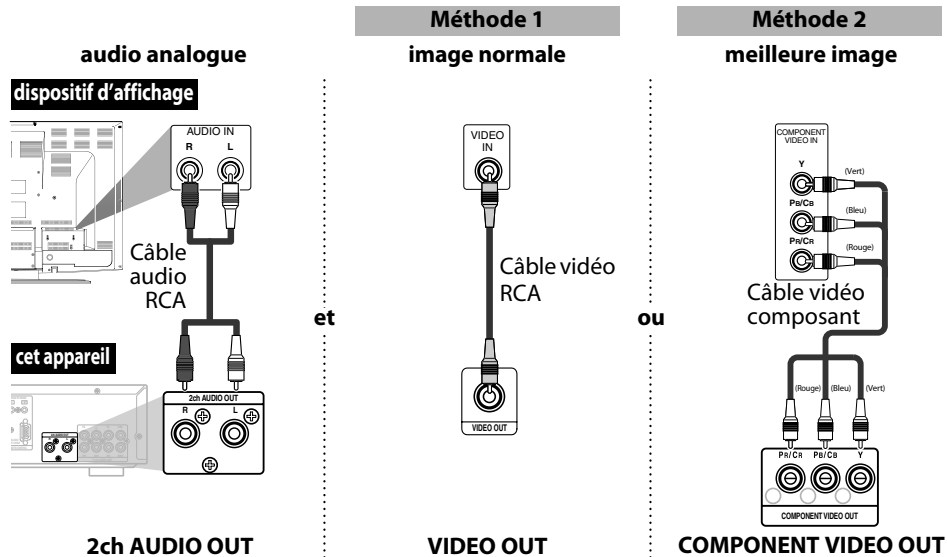 audio analogue
dispositif d'affichage
AUDIO IN
R L
Câble
audio
RCA
cet appareil
2ch AUDIO OUT
R L
2ch AUDIO OUT
et
Méthode 1
image normale
VIDEO
IN
Câble vidéo
RCA
VIDEO OUT
VIDEO OUT
ou
Méthode 2
meilleure image
COMPONENT
VIDEO IN
Y
(Vert)
PB/CB
(Bleu)
PR/CR
(Rouge)
Câble vidéo
composant
(Rouge) (Bleu) (Vert)
PR/CR PB/CB Y
COMPONENT VIDEO OUT
COMPONENT VIDEO OUT